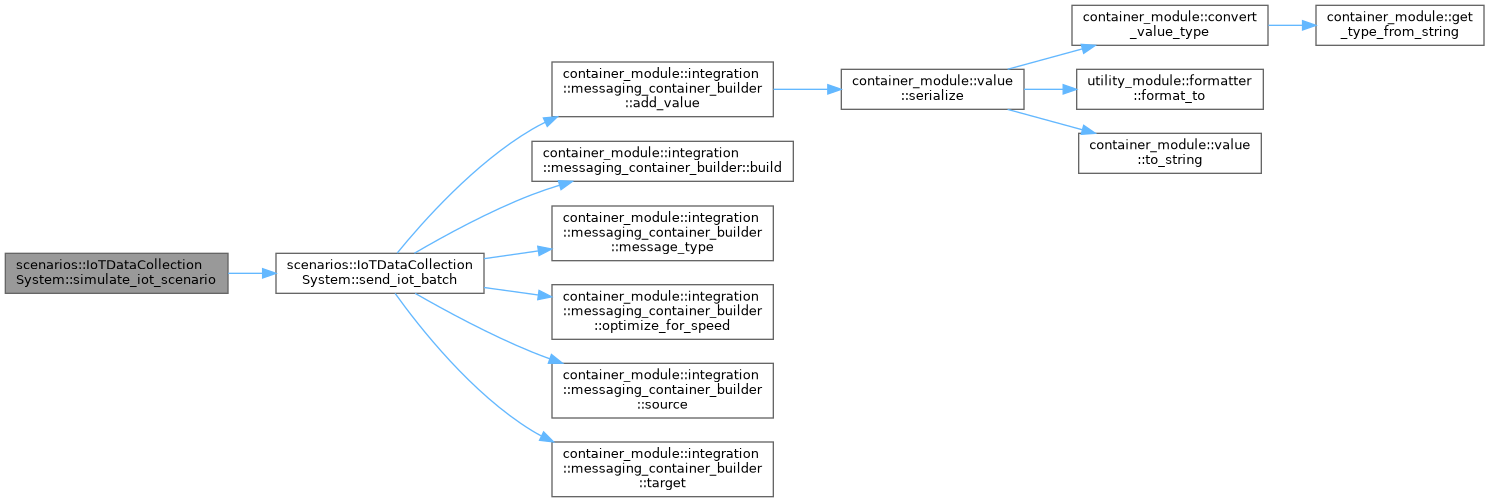 scenarios::IoTDataCollection
System::simulate_iot_scenario
scenarios::IoTDataCollection
System::send_iot_batch
container_module::integration
::messaging_container_builder
::add_value
container_module::integration
::messaging_container_builder::build
container_module::integration
::messaging_container_builder
::message_type
container_module::integration
::messaging_container_builder
::optimize_for_speed
container_module::integration
::messaging_container_builder
::source
container_module::integration
::messaging_container_builder
::target
container_module::value
::serialize
container_module::convert
_value_type
utility_module::formatter
::format_to
container_module::value
::to_string
container_module::get
_type_from_string